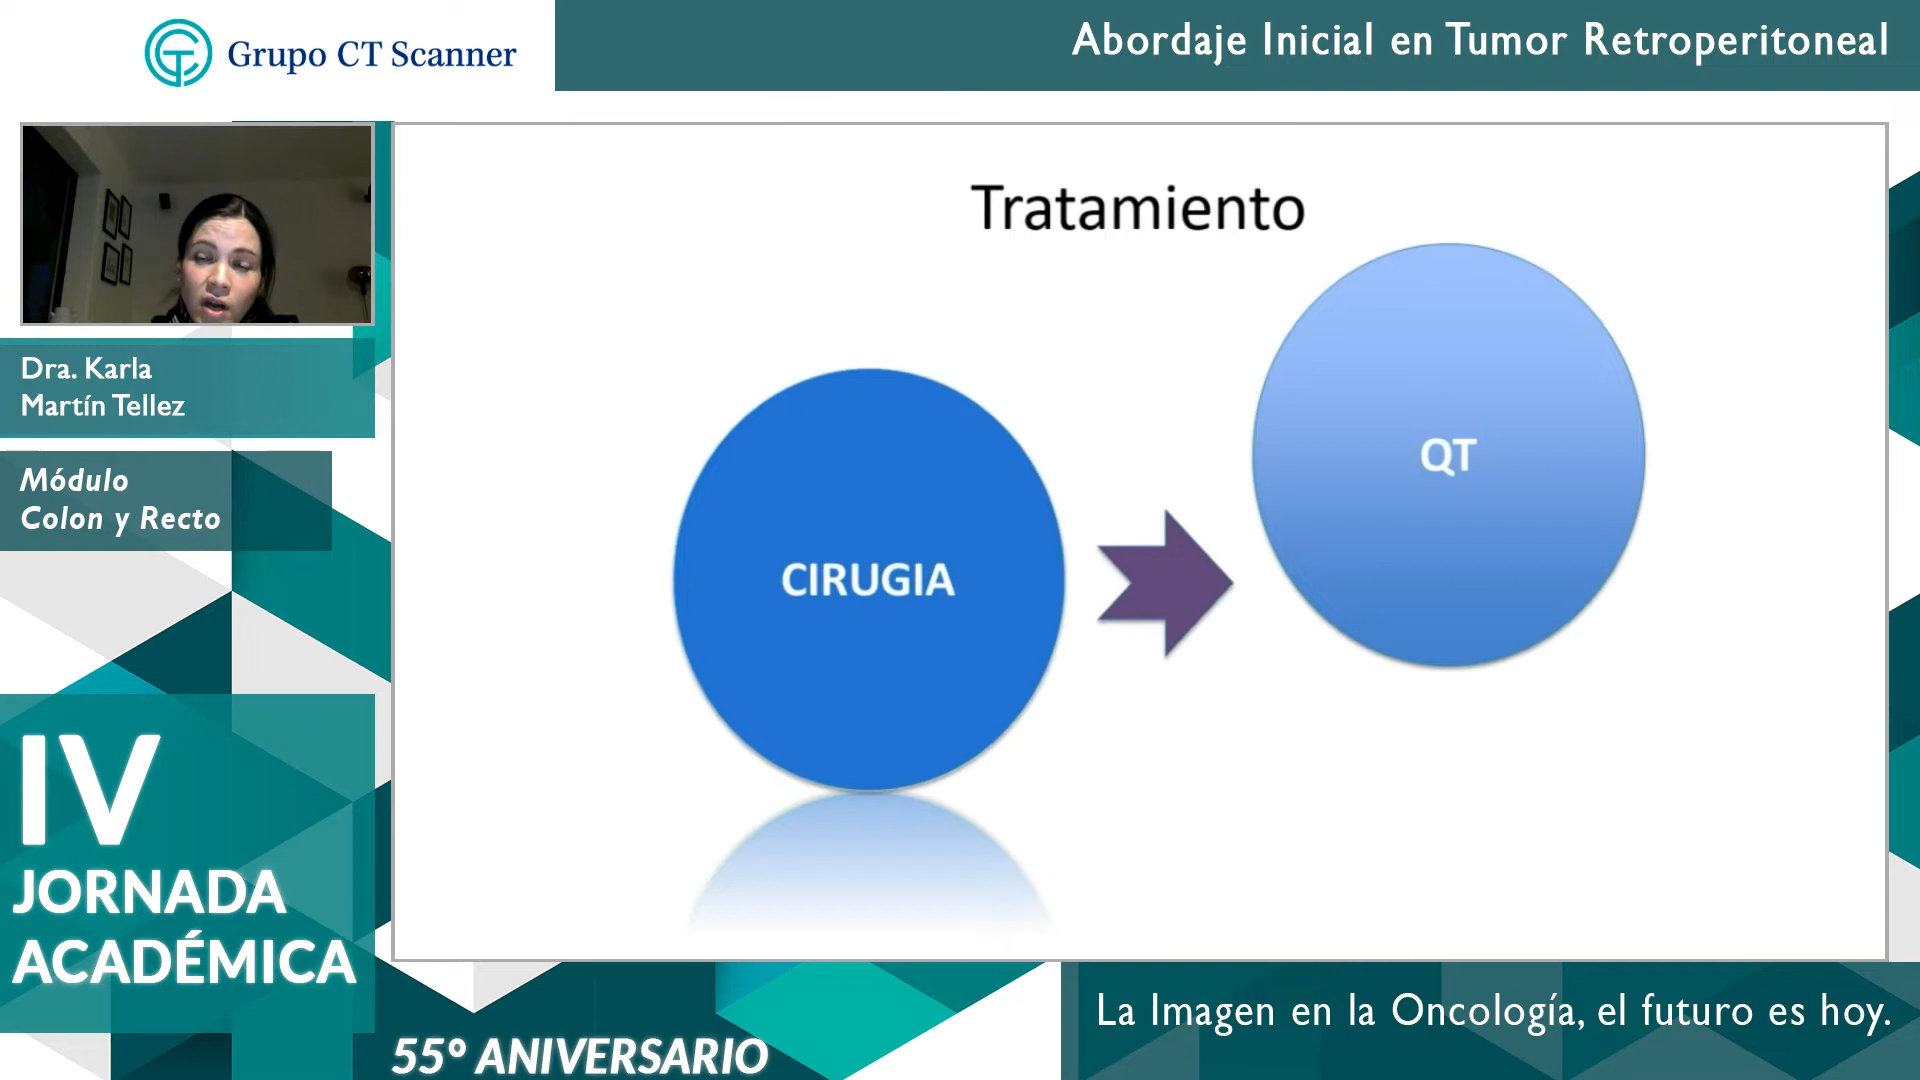 Grupo CT Scanner
Abordaje Inicial en Tumor Retroperitoneal
Dra. Karla
Martín Tellez
Módulo
Colon y Recto
Tratamiento
CIRUGIA
QT
IV
JORNADA
ACADÉMICA
55º ANIVERSARIO
La Imagen en la Oncología, el futuro es hoy.